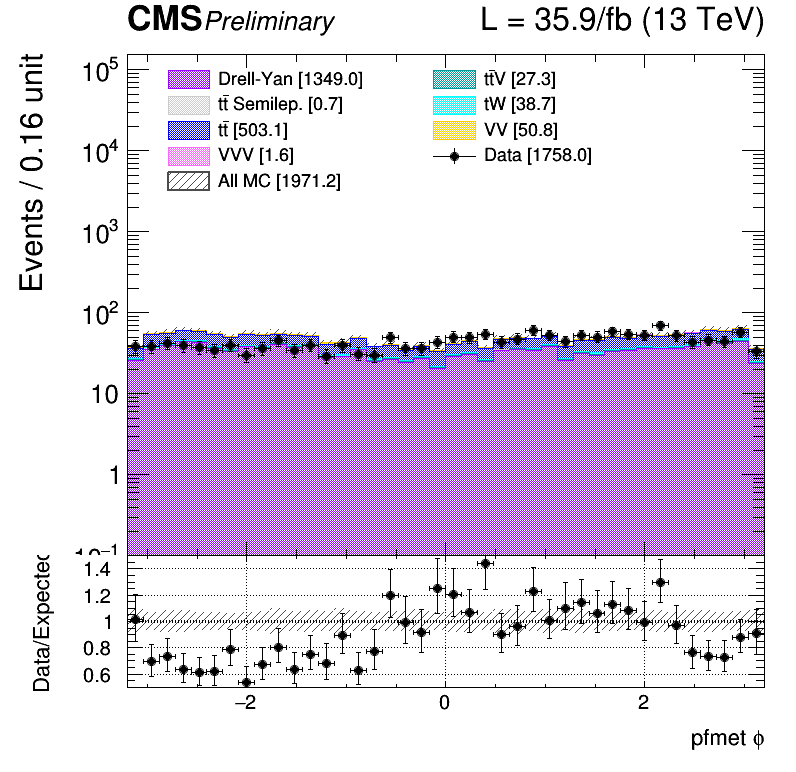 CMS Preliminary L = 35.9/fb (13 TeV)
Events / 0.16 unit
10⁵
10⁴
10³
10²
10
1
10⁻¹
Drell-Yan [1349.0]
tt̄ Semilep. [0.7]
tt̄ [503.1]
VVV [1.6]
All MC [1971.2]
tt̄V [27.3]
tW [38.7]
VV [50.8]
Data [1758.0]
Data/Expected
1.4
1.2
1
0.8
0.6
−2 0 2
pfmet ϕ